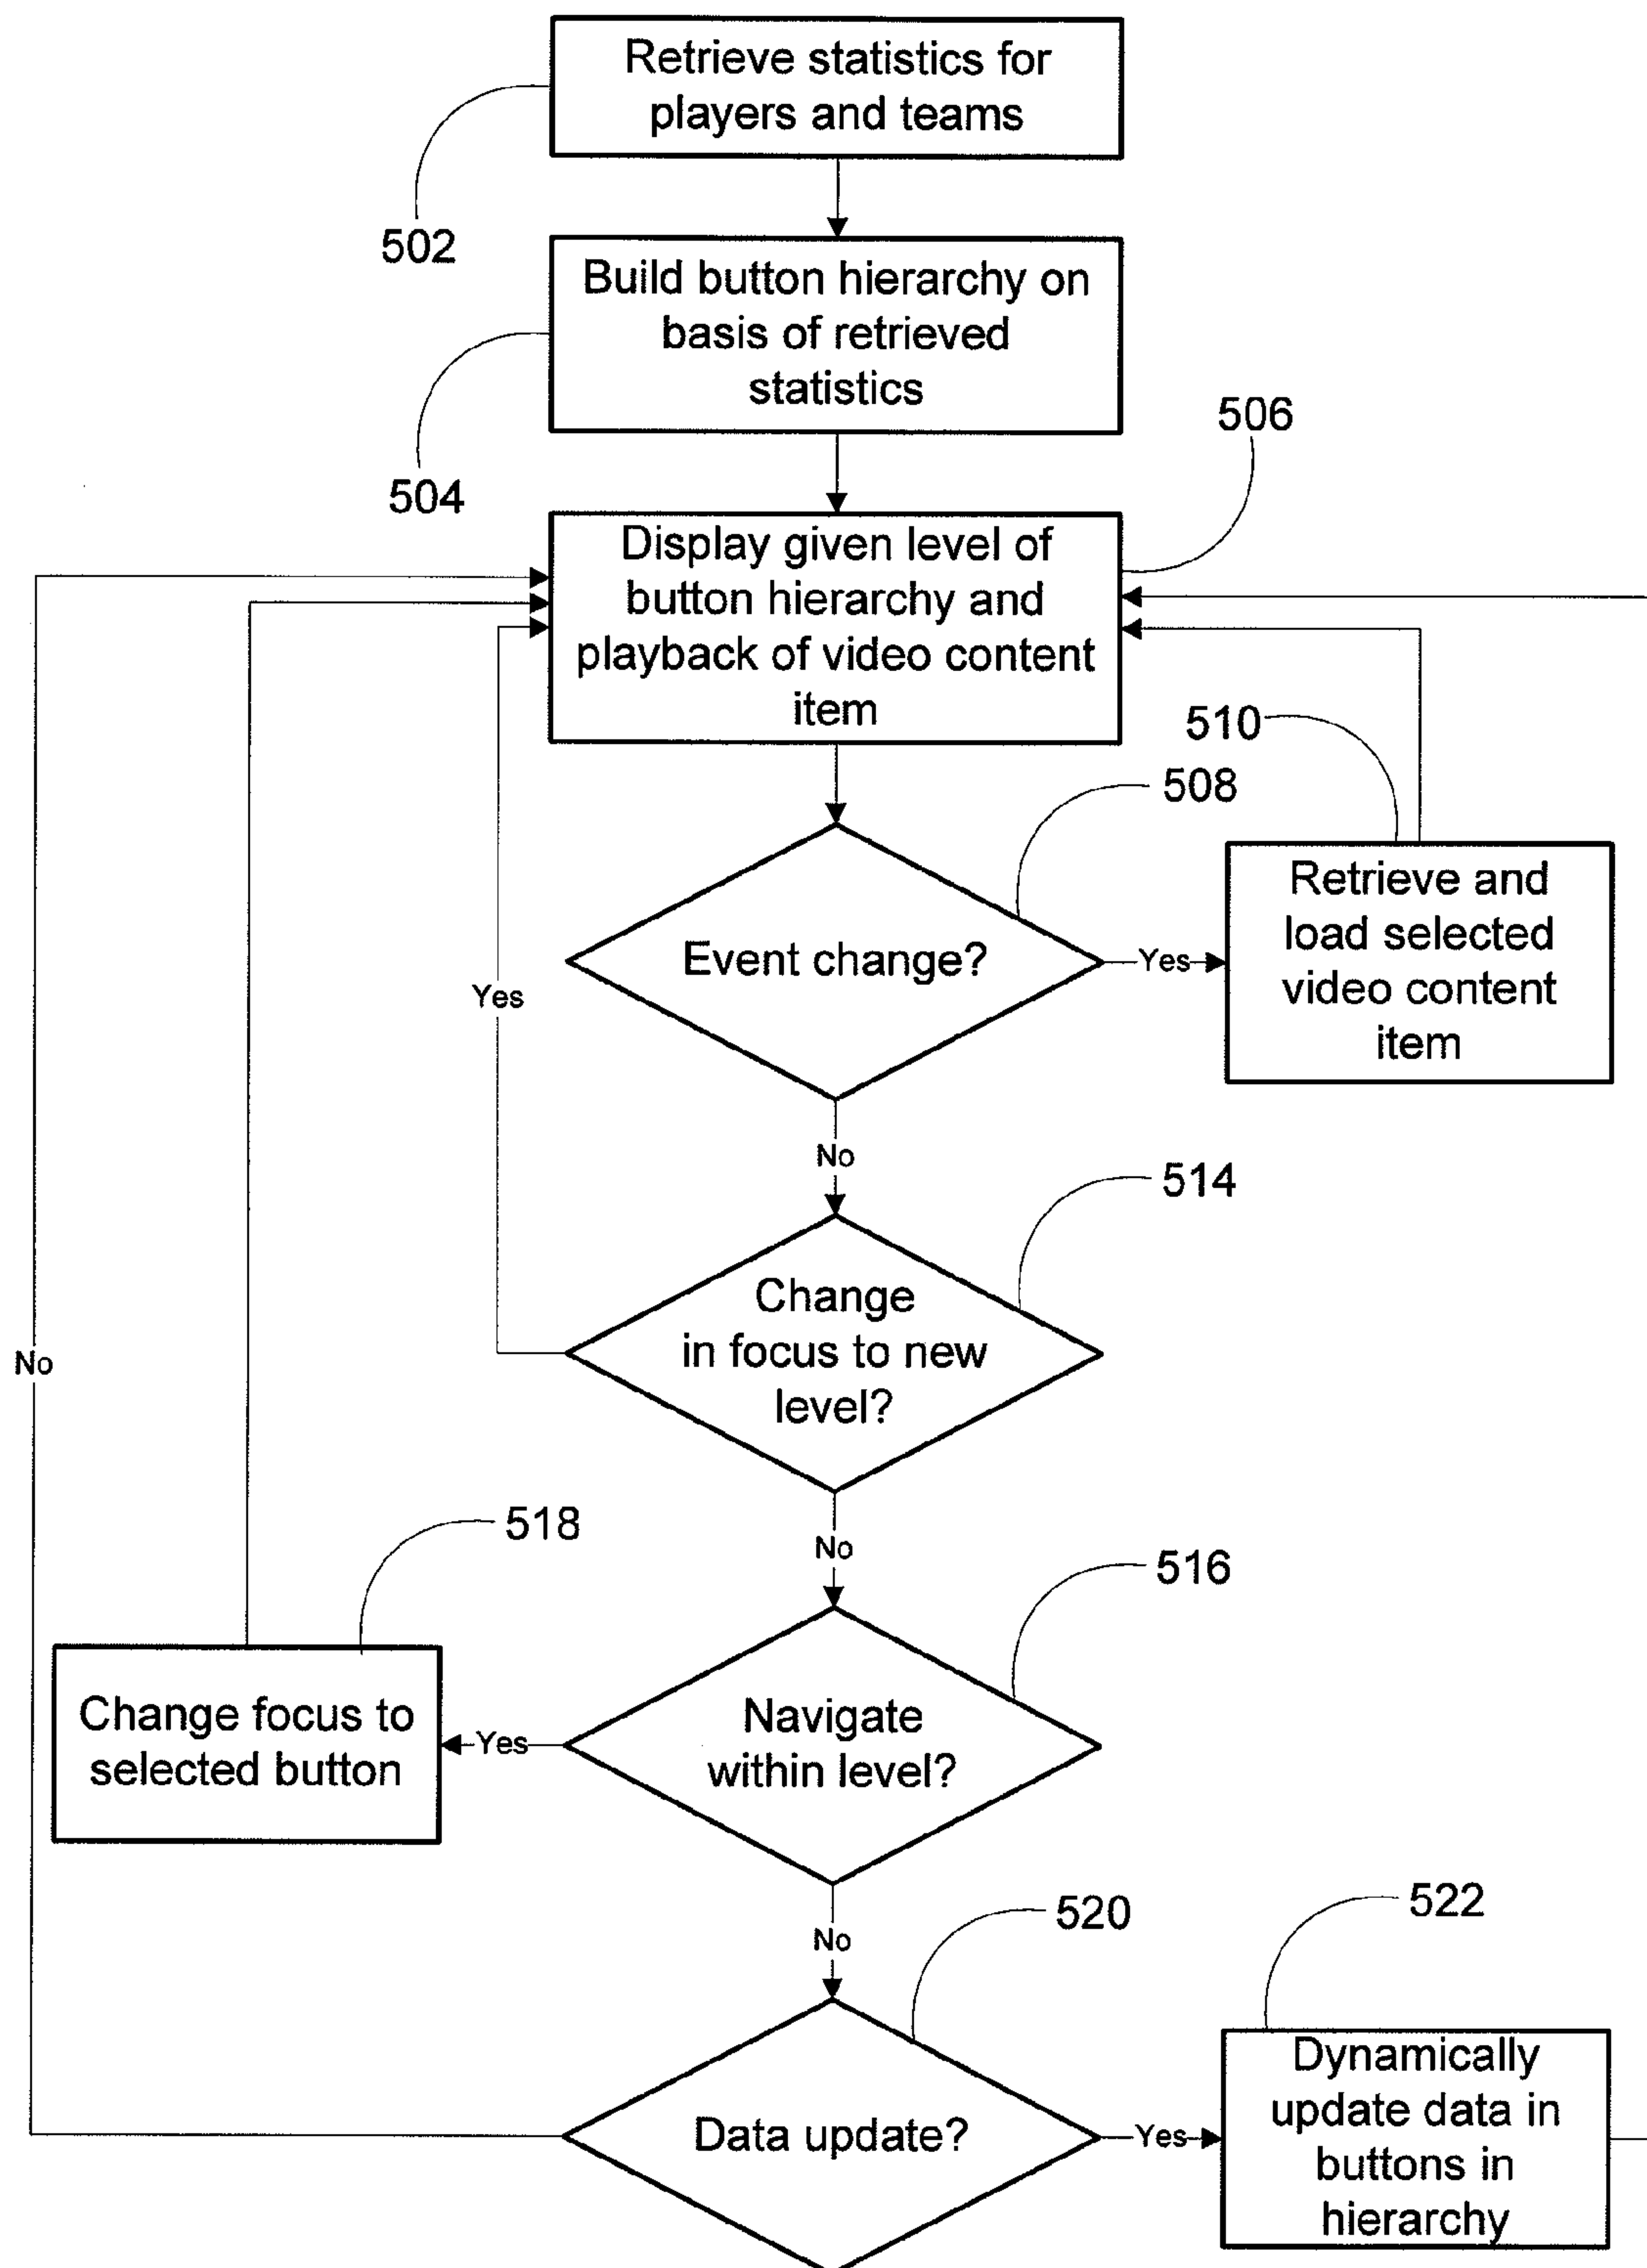 Retrieve statistics for
players and teams
502
Build button hierarchy on
basis of retrieved
statistics
504
506
Display given level of
button hierarchy and
playback of video content
item
510
508
Event change?
Yes
Retrieve and
load selected
video content
item
Yes
No
514
Change
in focus to new
level?
No
No
518
516
Change focus to
selected button
Yes
Navigate
within level?
No
520
522
Data update?
Yes
Dynamically
update data in
buttons in
hierarchy